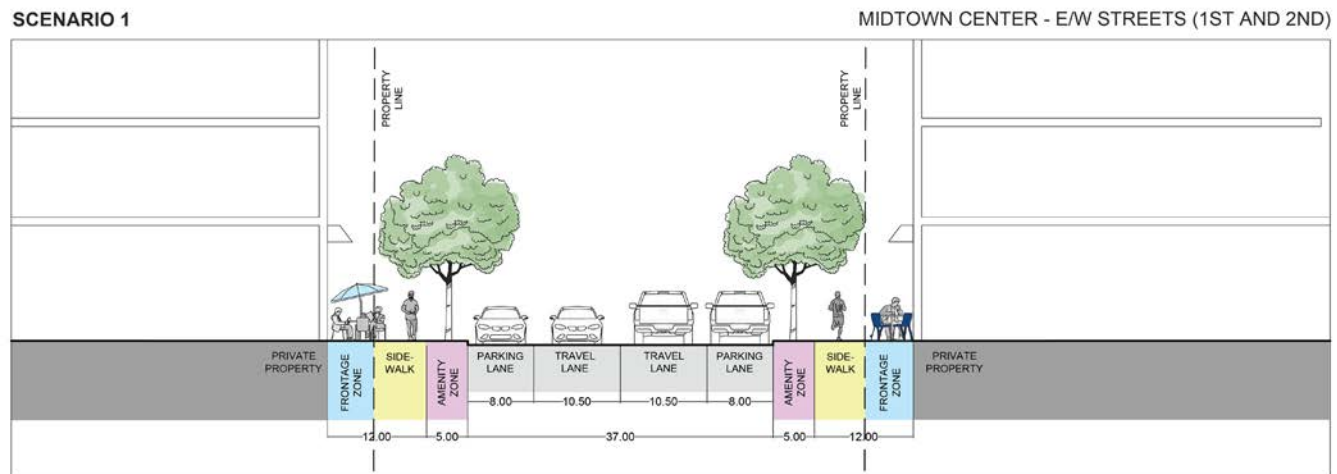 SCENARIO 1
MIDTOWN CENTER - E/W STREETS (1ST AND 2ND)
PROPERTY
LINE
PROPERTY
LINE
PRIVATE
PROPERTY
FRONTAGE
ZONE
SIDE-
WALK
AMENITY
ZONE
PARKING
LANE
TRAVEL
LANE
TRAVEL
LANE
PARKING
LANE
AMENITY
ZONE
SIDE-
WALK
FRONTAGE
ZONE
PRIVATE
PROPERTY
8.00
10.50
10.50
8.00
12.00
5.00
37.00
5.00
12.00